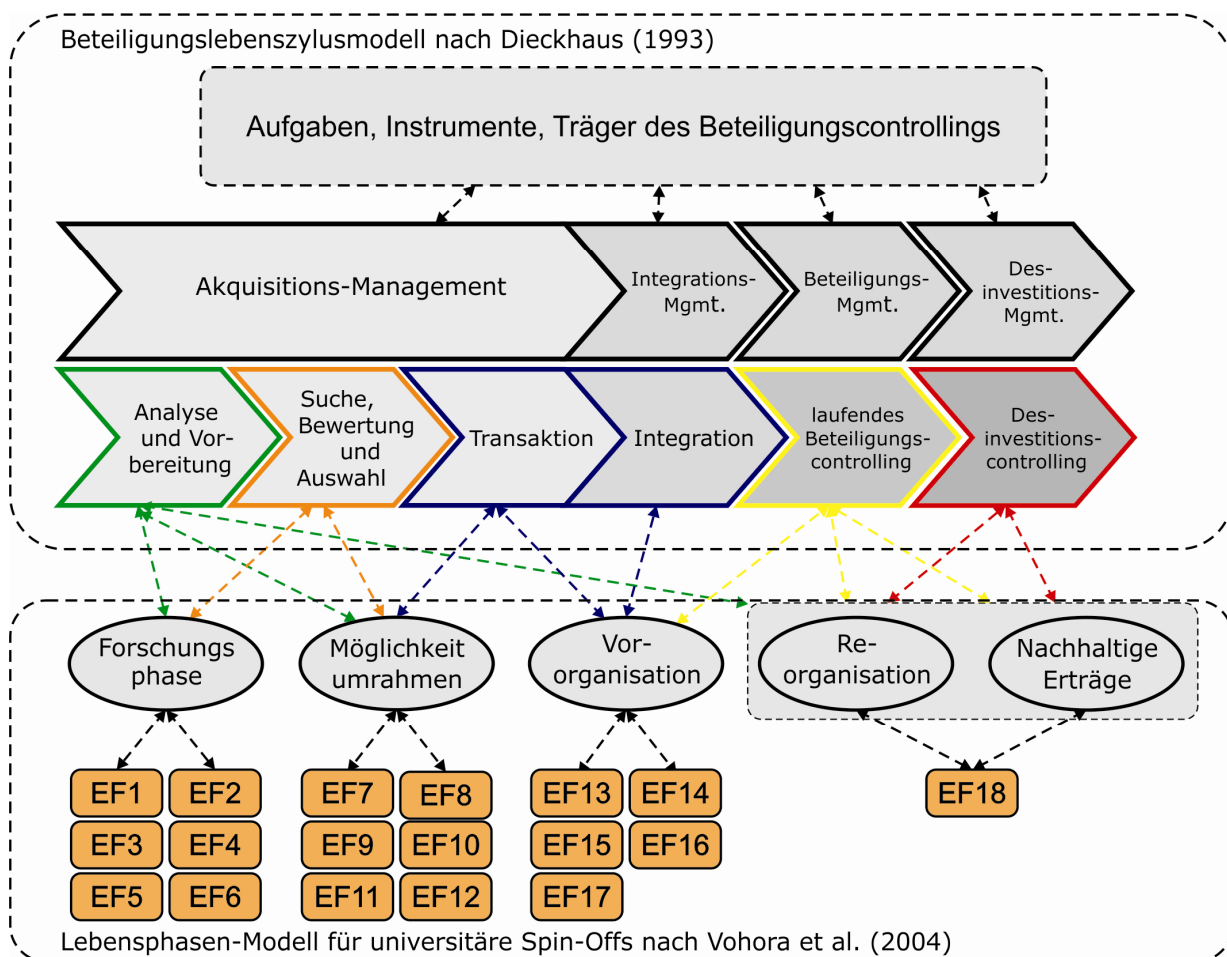 Beteiligungslebenszylusmodell nach Dieckhaus (1993)
Aufgaben, Instrumente, Träger des Beteiligungscontrollings
Akquisitions-Management
Integrations-
Mgmt.
Beteiligungs-
Mgmt.
Des-
investitions-
Mgmt.
Analyse
und Vor-
bereitung
Suche,
Bewertung
und
Auswahl
Transaktion
Integration
laufendes
Beteiligungs-
controlling
Des-
investitions-
controlling
Forschungs
phase
Möglichkeit
umrahmen
Vor-
organisation
Re-
organisation
Nachhaltige
Erträge
EF1 EF2
EF3 EF4
EF5 EF6
EF7 EF8
EF9 EF10
EF11 EF12
EF13 EF14
EF15 EF16
EF17
EF18
Lebensphasen-Modell für universitäre Spin-Offs nach Vohora et al. (2004)